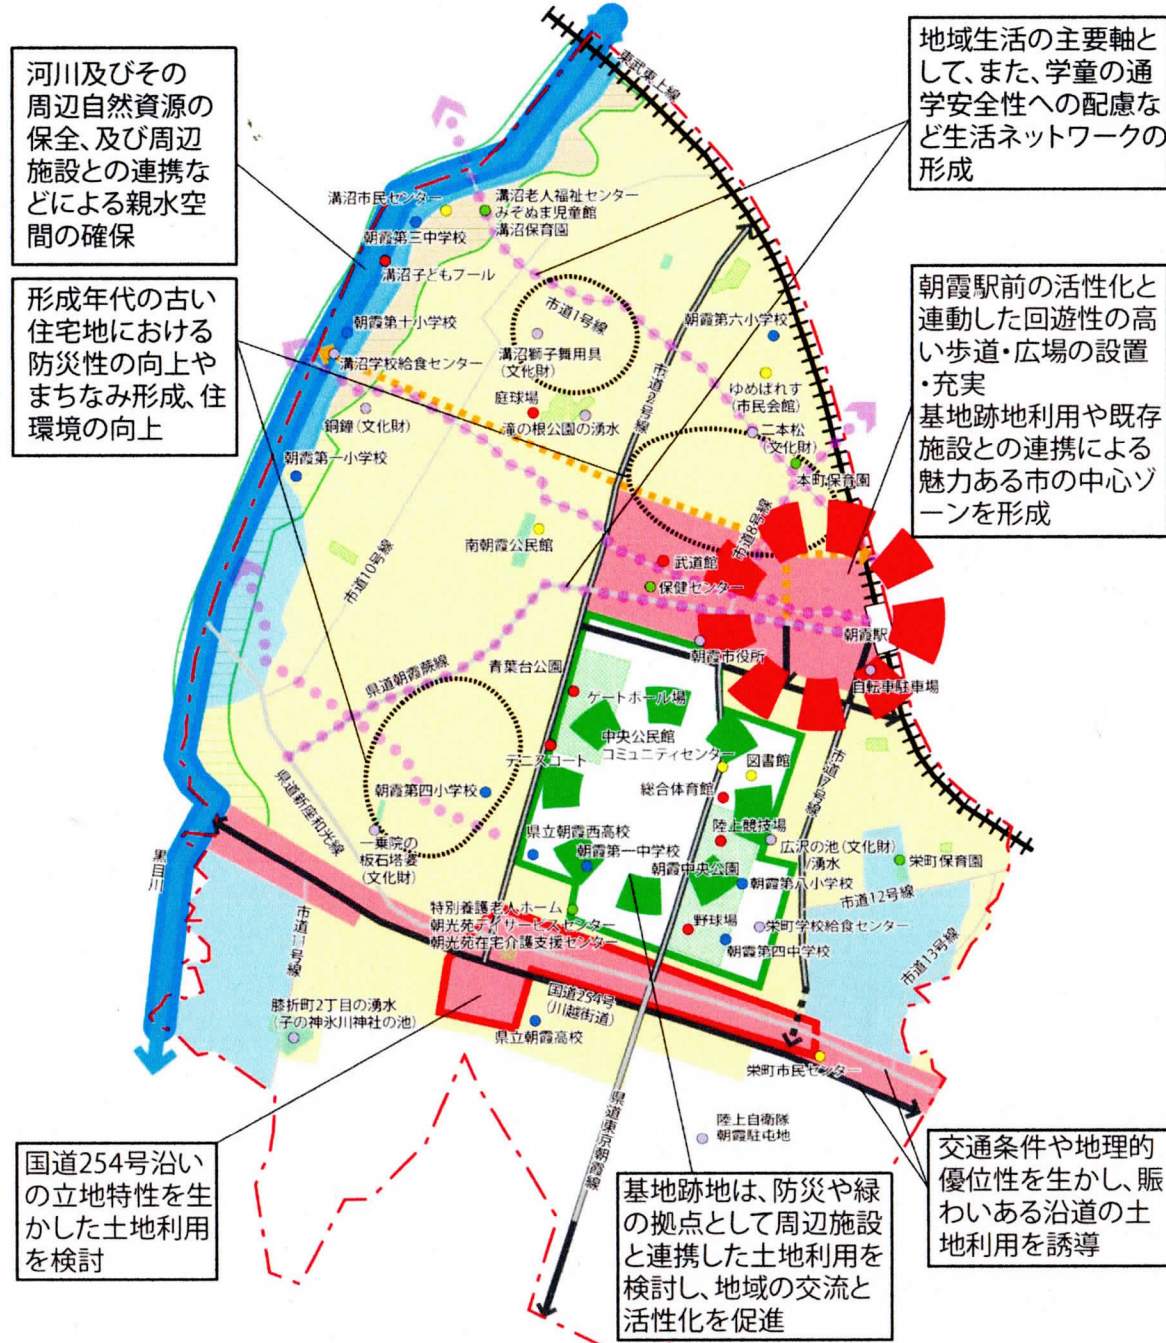 河川及びその
周辺自然資源の
保全、及び周辺
施設との連携な
どによる親水空
間の確保
地域生活の主要軸と
して、また、学童の通
学安全性への配慮な
ど生活ネットワークの
形成
形成年代の古い
住宅地における
防災性の向上や
まちなみ形成、住
環境の向上
朝霞駅前の活性化と
連動した回遊性の高
い歩道・広場の設置
・充実
基地跡地利用や既存
施設との連携による
魅力ある市の中心ゾ
ーンを形成
東武東上線
溝沼市民センター
溝沼老人福祉センター
みぞぬま児童館
溝沼保育園
朝霞第三中学校
溝沼子どもプール
市道1号線
朝霞第十小学校
溝沼学校給食センター
溝沼獅子舞用具
(文化財)
市道2号線
朝霞第六小学校
ゆめぱれす
(市民会館)
庭球場
滝の根公園の湧水
銅鐘(文化財)
二本松
(文化財)
朝霞第一小学校
本町保育園
南朝霞公民館
市道8号線
市道10号線
武道館
保健センター
朝霞駅
朝霞市役所
自転車駐車場
県道朝霞蕨線
青葉台公園
ゲートボール場
中央公民館
コミュニティセンター
図書館
テニスコート
総合体育館
市道7号線
県道新座和光線
朝霞第四小学校
陸上競技場
一乗院の
板石塔婆
(文化財)
県立朝霞西高校
朝霞第一中学校
広沢の池(文化財)
/湧水
栄町保育園
朝霞中央公園
朝霞第八小学校
市道12号線
黒目川
市道11号線
特別養護老人ホーム
朝光苑デイサービスセンター
朝光苑在宅介護支援センター
野球場
栄町学校給食センター
朝霞第四中学校
市道13号線
膝折町2丁目の湧水
(子の神氷川神社の池)
国道254号
(川越街道)
県立朝霞高校
栄町市民センター
県道東京朝霞線
陸上自衛隊
朝霞駐屯地
国道254号沿い
の立地特性を生
かした土地利用
を検討
基地跡地は、防災や緑
の拠点として周辺施設
と連携した土地利用を
検討し、地域の交流と
活性化を促進
交通条件や地理的
優位性を生かし、賑
わいある沿道の土
地利用を誘導